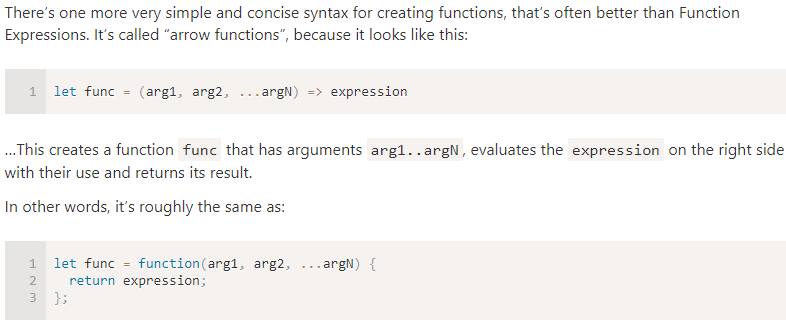 There’s one more very simple and concise syntax for creating functions, that’s often better than Function
Expressions. It’s called “arrow functions”, because it looks like this:
1 let func = (arg1, arg2, ...argN) => expression
…This creates a function func that has arguments arg1..argN, evaluates the expression on the right side
with their use and returns its result.
In other words, it’s roughly the same as:
1 let func = function(arg1, arg2, ...argN) {
2   return expression;
3 };